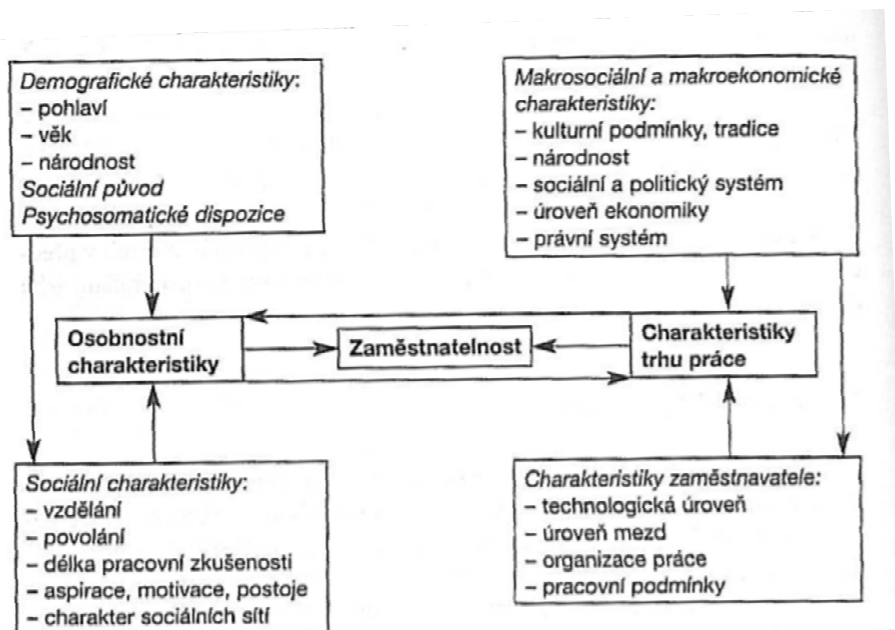 Demografické charakteristiky:
– pohlaví
– věk
– národnost
Sociální původ
Psychosomatické dispozice
Makrosociální a makroekonomické
charakteristiky:
– kulturní podmínky, tradice
– národnost
– sociální a politický systém
– úroveň ekonomiky
– právní systém
Osobnostní
charakteristiky
Zaměstnatelnost
Charakteristiky
trhu práce
Sociální charakteristiky:
– vzdělání
– povolání
– délka pracovní zkušenosti
– aspirace, motivace, postoje
– charakter sociálních sítí
Charakteristiky zaměstnavatele:
– technologická úroveň
– úroveň mezd
– organizace práce
– pracovní podmínky